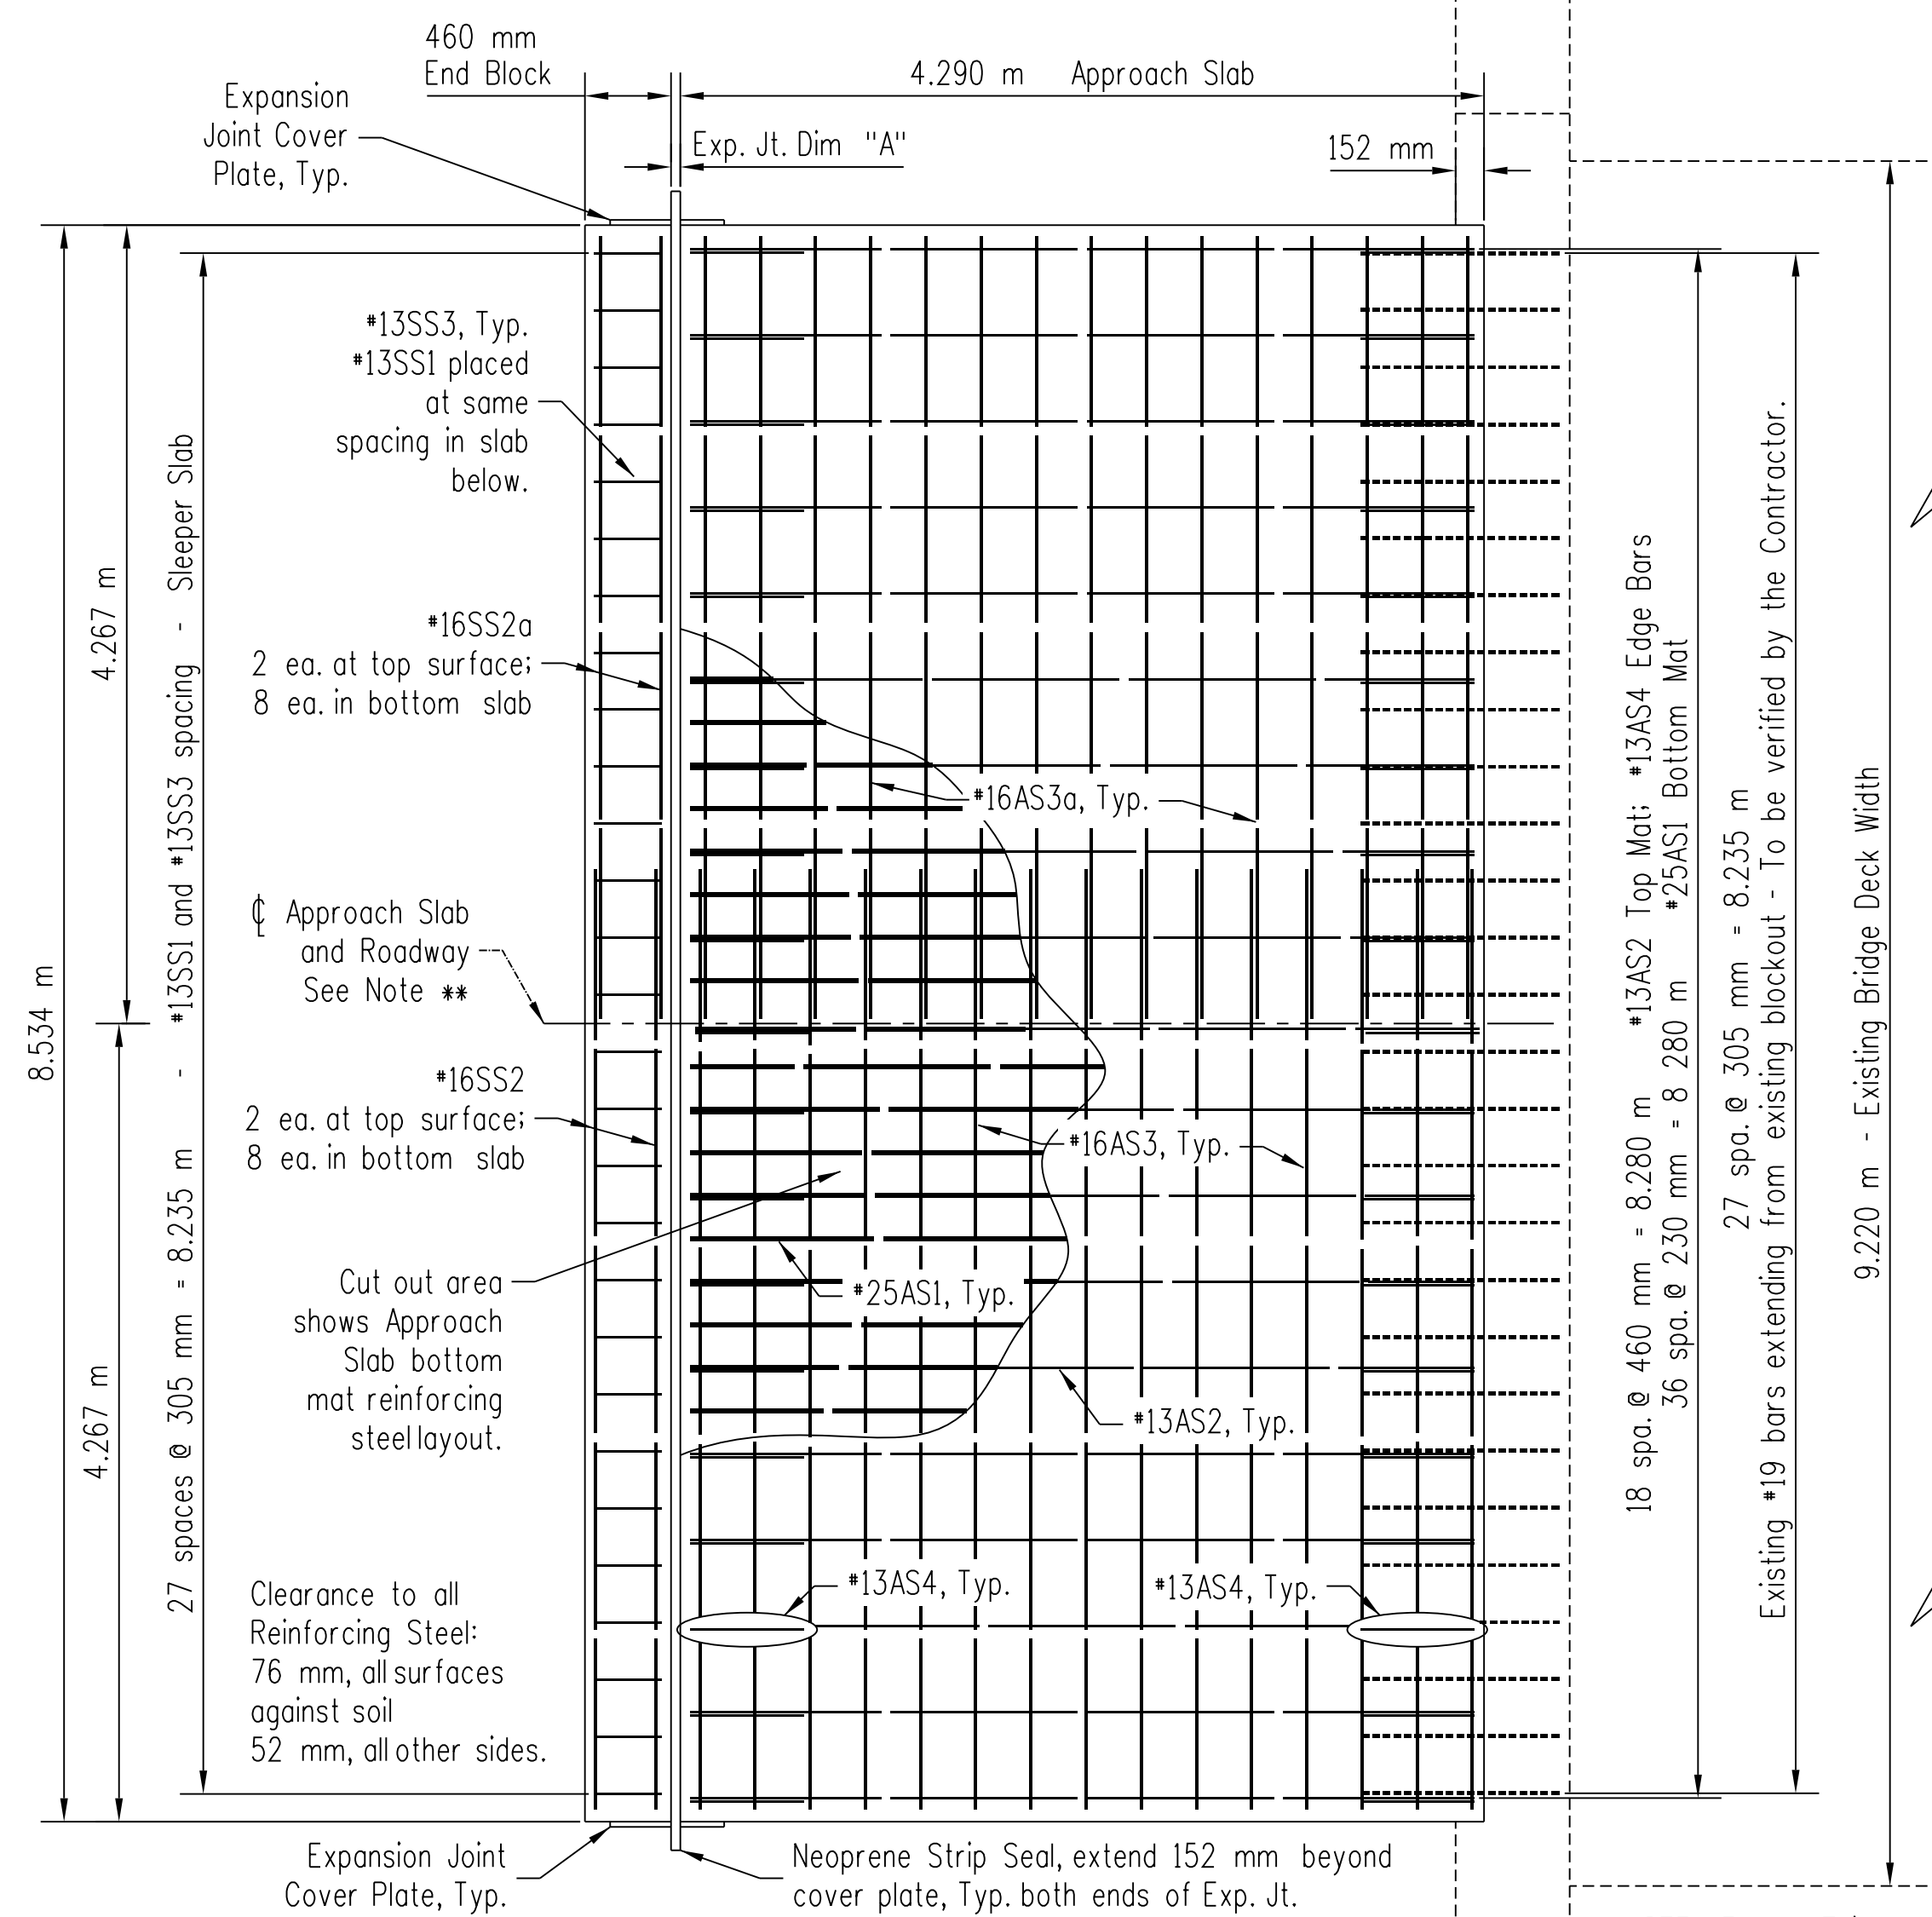 460 mm
End Block
4.290 m Approach Slab
Expansion
Joint Cover
Plate, Typ.
Exp. Jt. Dim "A"
152 mm
#13SS3, Typ.
#13SS1 placed
at same
spacing in slab
below.
#16SS2a
2 ea. at top surface;
8 ea. in bottom slab
#16AS3a, Typ.
℄ Approach Slab
and Roadway
See Note **
#16SS2
2 ea. at top surface;
8 ea. in bottom slab
#16AS3, Typ.
Cut out area
shows Approach
Slab bottom
mat reinforcing
steel layout.
#25AS1, Typ.
#13AS2, Typ.
#13AS4, Typ.
#13AS4, Typ.
Clearance to all
Reinforcing Steel:
76 mm, all surfaces
against soil
52 mm, all other sides.
Expansion Joint
Cover Plate, Typ.
Neoprene Strip Seal, extend 152 mm beyond
cover plate, Typ. both ends of Exp. Jt.
8.534 m
4.267 m
4.267 m
27 spaces @ 305 mm = 8.235 m - #13SS1 and #13SS3 spacing - Sleeper Slab
18 spa. @ 460 mm = 8.280 m #13AS2 Top Mat; #13AS4 Edge Bars
36 spa. @ 230 mm = 8 280 m #25AS1 Bottom Mat
27 spa. @ 305 mm = 8.235 m
Existing #19 bars extending from existing blockout - To be verified by the Contractor.
9.220 m - Existing Bridge Deck Width